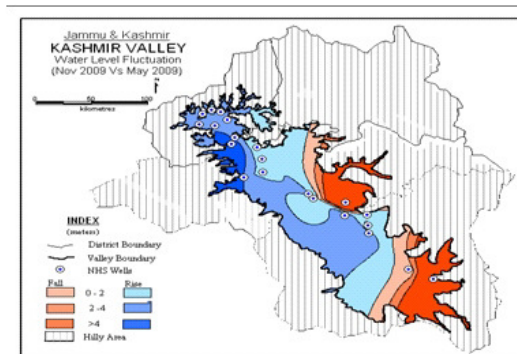 Jammu & Kashmir
KASHMIR VALLEY
Water Level Fluctuation
(Nov 2009 Vs May 2009)
0 50 100
kilometres
INDEX
(meters)
District Boundary
Valley Boundary
NHS Wells
Fall Rise
0 - 2
2 -4
>4
Hilly Area